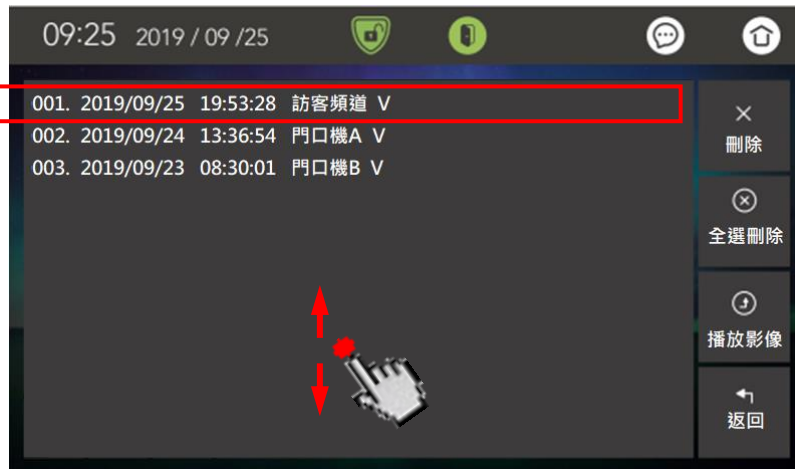 09:25 2019 / 09 /25
001. 2019/09/25 19:53:28 訪客頻道 V
002. 2019/09/24 13:36:54 門口機A V
003. 2019/09/23 08:30:01 門口機B V
刪除
全選刪除
播放影像
返回